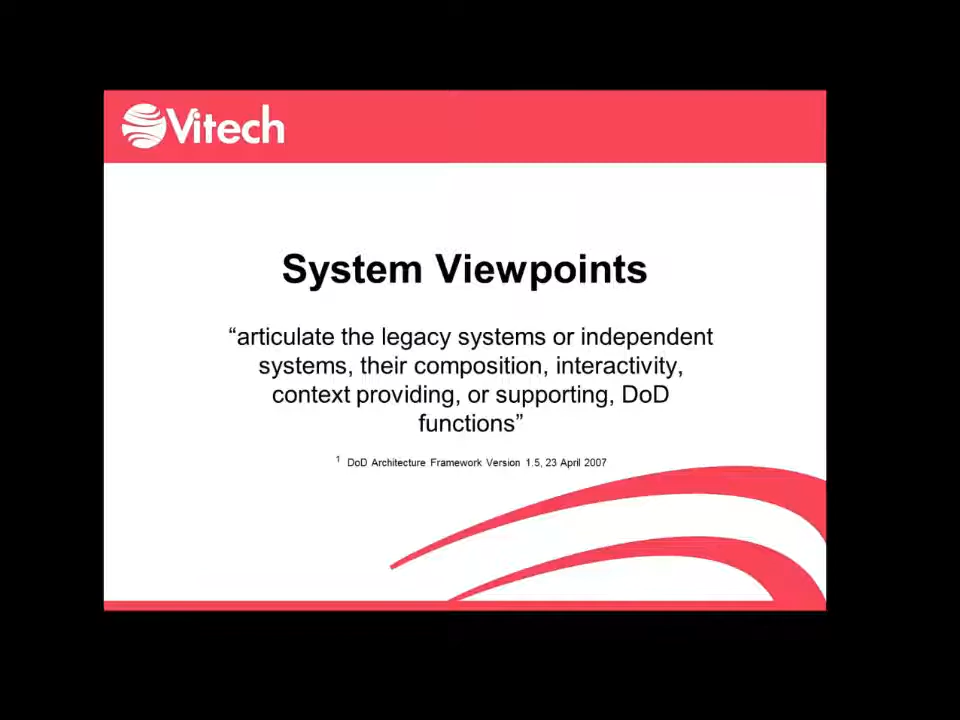 Vitech
System Viewpoints
“articulate the legacy systems or independent
systems, their composition, interactivity,
context providing, or supporting, DoD
functions”
1 DoD Architecture Framework Version 1.5, 23 April 2007